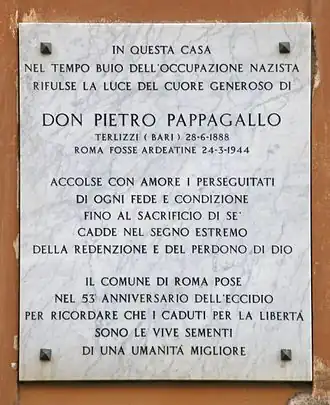 IN QUESTA CASA
NEL TEMPO BUIO DELL'OCCUPAZIONE NAZISTA
RIFULSE LA LUCE DEL CUORE GENEROSO DI
DON PIETRO PAPPAGALLO
TERLIZZI (BARI) 28-6-1888
ROMA FOSSE ARDEATINE 24-3-1944
ACCOLSE CON AMORE I PERSEGUITATI
DI OGNI FEDE E CONDIZIONE
FINO AL SACRIFICIO DI SE'
CADDE NEL SEGNO ESTREMO
DELLA REDENZIONE E DEL PERDONO DI DIO
IL COMUNE DI ROMA POSE
NEL 53° ANNIVERSARIO DELL'ECCIDIO
PER RICORDARE CHE I CADUTI PER LA LIBERTÁ
SONO LE VIVE SEMENTI
DI UNA UMANITÁ MIGLIORE